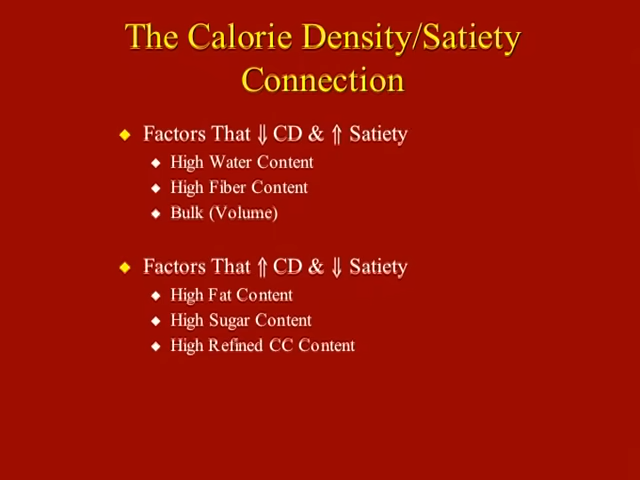 The Calorie Density/Satiety
Connection
Factors That ⇓ CD & ⇑ Satiety
High Water Content
High Fiber Content
Bulk (Volume)
Factors That ⇑ CD & ⇓ Satiety
High Fat Content
High Sugar Content
High Refined CC Content